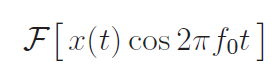 ℱ[x(t) cos 2πf₀t]